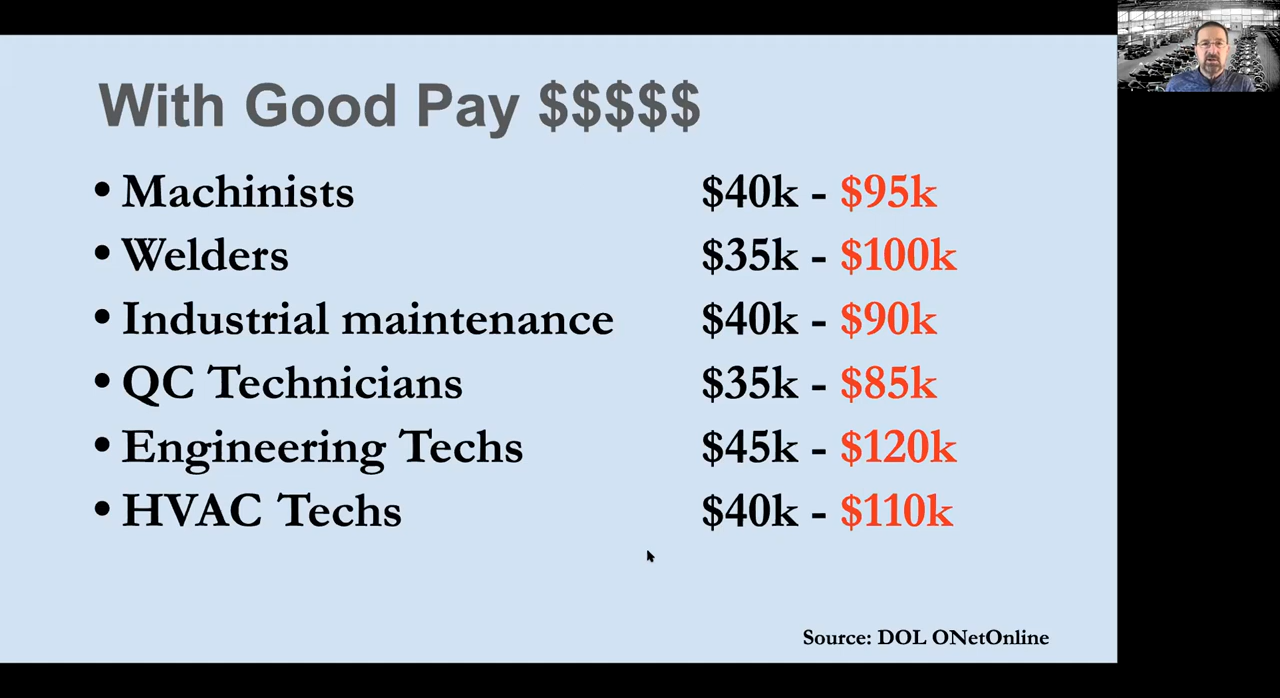 With Good Pay $$$$$
• Machinists $40k - $95k
• Welders $35k - $100k
• Industrial maintenance $40k - $90k
• QC Technicians $35k - $85k
• Engineering Techs $45k - $120k
• HVAC Techs $40k - $110k
Source: DOL ONetOnline